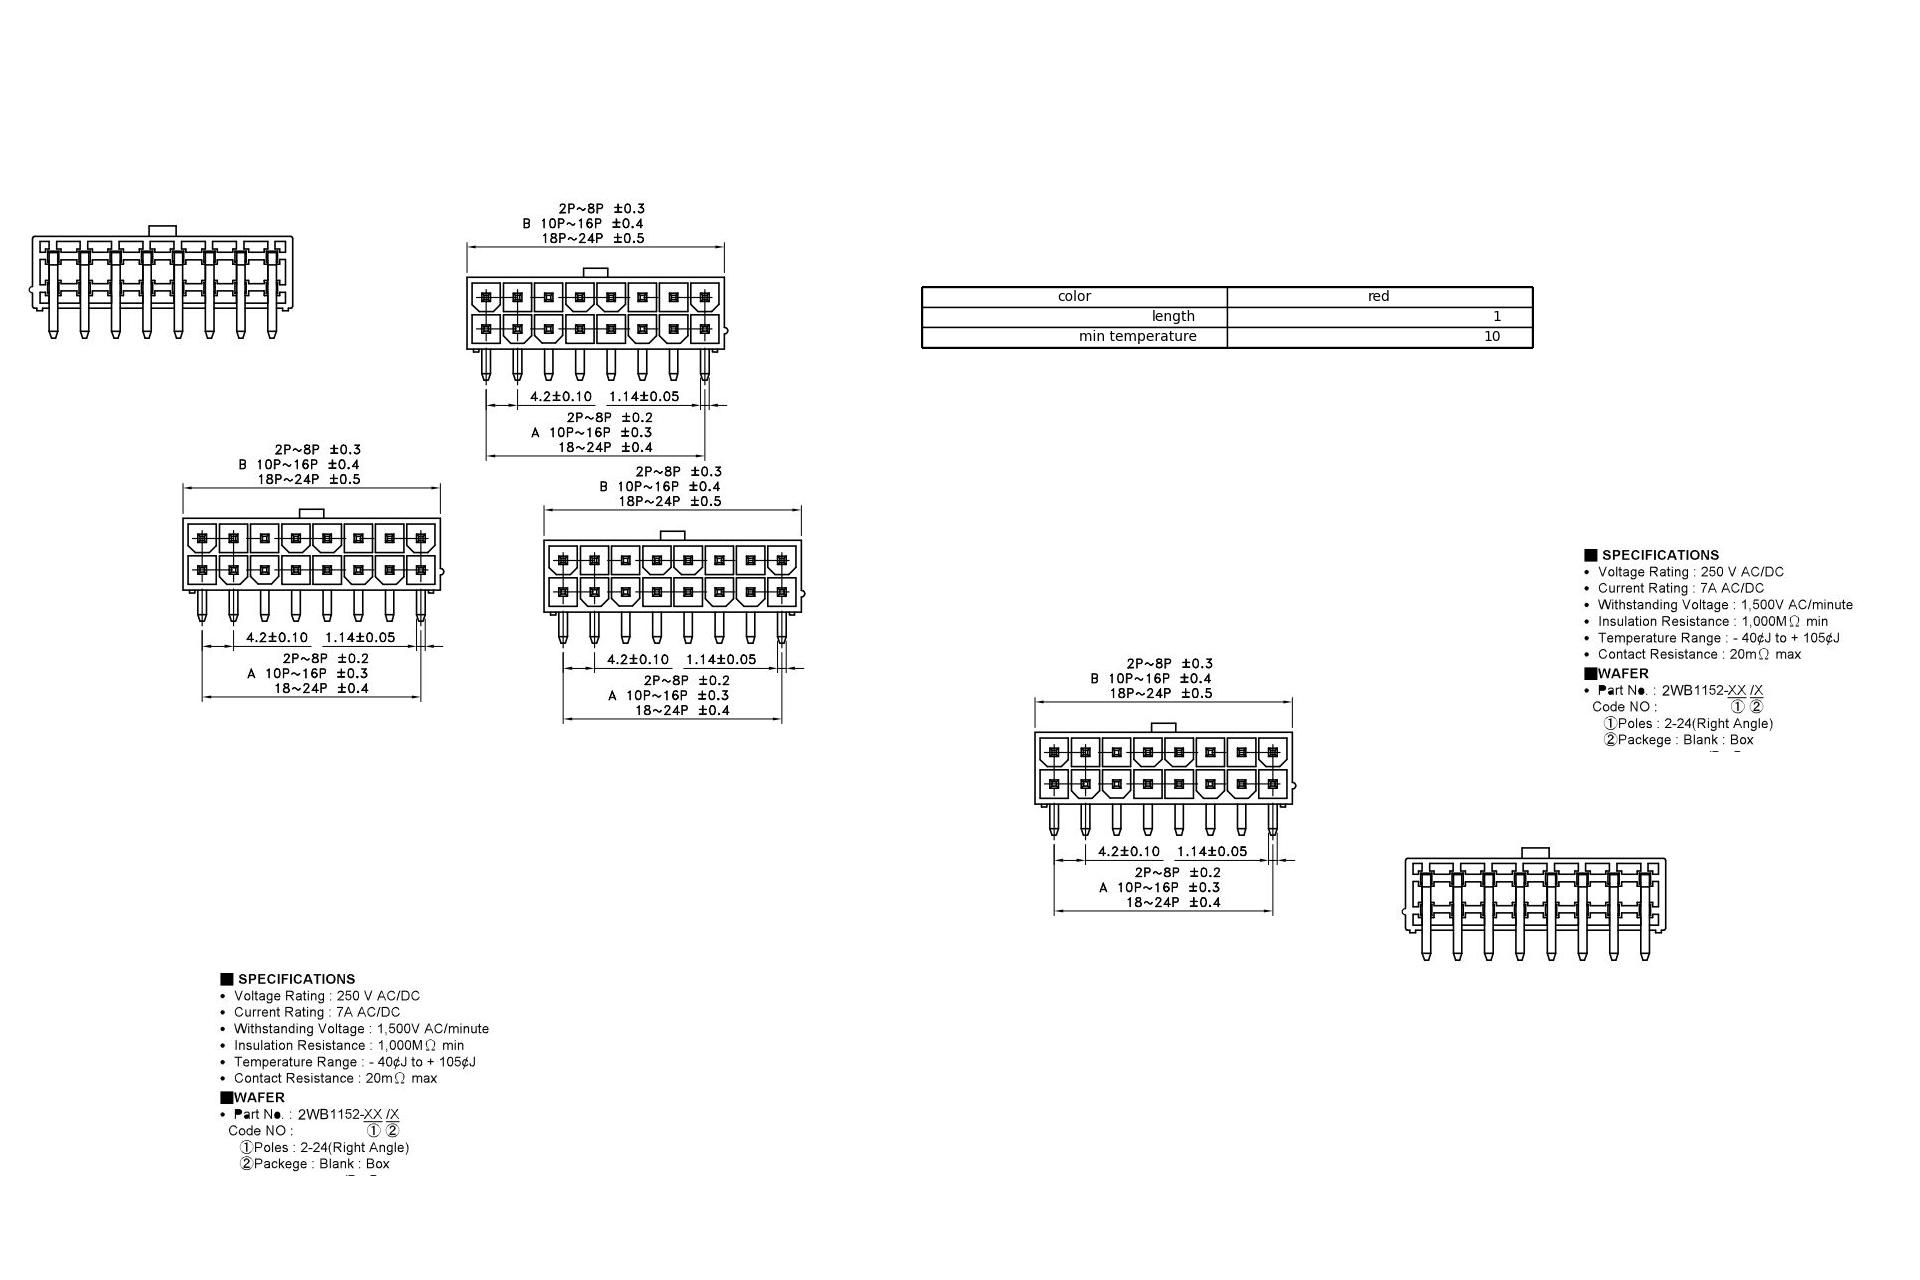 2P~8P ±0.3
B 10P~16P ±0.4
18P~24P ±0.5
4.2±0.10 1.14±0.05
2P~8P ±0.2
A 10P~16P ±0.3
18~24P ±0.4
color red
length 1
min temperature 10
2P~8P ±0.3
B 10P~16P ±0.4
18P~24P ±0.5
4.2±0.10 1.14±0.05
2P~8P ±0.2
A 10P~16P ±0.3
18~24P ±0.4
2P~8P ±0.3
B 10P~16P ±0.4
18P~24P ±0.5
4.2±0.10 1.14±0.05
2P~8P ±0.2
A 10P~16P ±0.3
18~24P ±0.4
■ SPECIFICATIONS
• Voltage Rating : 250 V AC/DC
• Current Rating : 7A AC/DC
• Withstanding Voltage : 1,500V AC/minute
• Insulation Resistance : 1,000MΩ min
• Temperature Range : - 40¢J to + 105¢J
• Contact Resistance : 20mΩ max
■WAFER
• Part No. : 2WB1152-XX /X
Code NO : ① ②
①Poles : 2-24(Right Angle)
②Packege : Blank : Box
2P~8P ±0.3
B 10P~16P ±0.4
18P~24P ±0.5
4.2±0.10 1.14±0.05
2P~8P ±0.2
A 10P~16P ±0.3
18~24P ±0.4
■ SPECIFICATIONS
• Voltage Rating : 250 V AC/DC
• Current Rating : 7A AC/DC
• Withstanding Voltage : 1,500V AC/minute
• Insulation Resistance : 1,000MΩ min
• Temperature Range : - 40¢J to + 105¢J
• Contact Resistance : 20mΩ max
■WAFER
• Part No. : 2WB1152-XX /X
Code NO : ① ②
①Poles : 2-24(Right Angle)
②Packege : Blank : Box